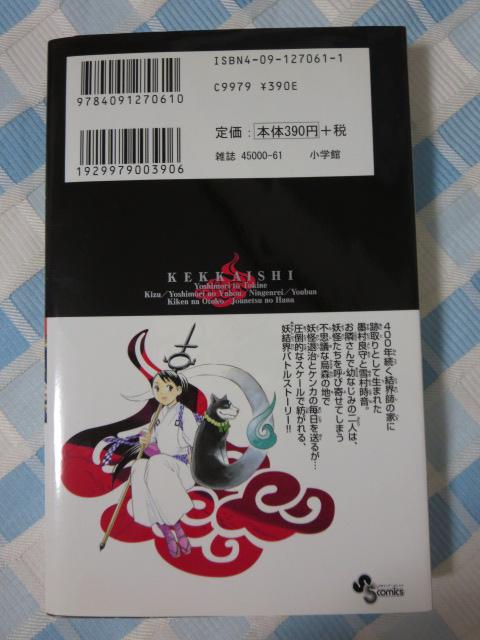 ISBN4-09-127061-1
C9979 ¥390E
9784091270610
1929979003906
定価：本体390円+税
雑誌 45000-61 小学館
KEKKAISHI
Yoshimori to Tokine
Kizu／Yoshimori no Yabou／Ningenrei／Youban
Kiken na Otoko／Jounetsu no Hana
400年続く結界師の家に
跡取りとして生まれた
墨村良守と雪村時音。
お隣さんで幼なじみの二人は、
妖怪たちを呼び寄せてしまう
不思議な烏森の地で
妖怪退治とケンカの毎日を送るが…
圧倒的なスケールで紡がれる、
妖結界バトルストーリー!!
SS comics